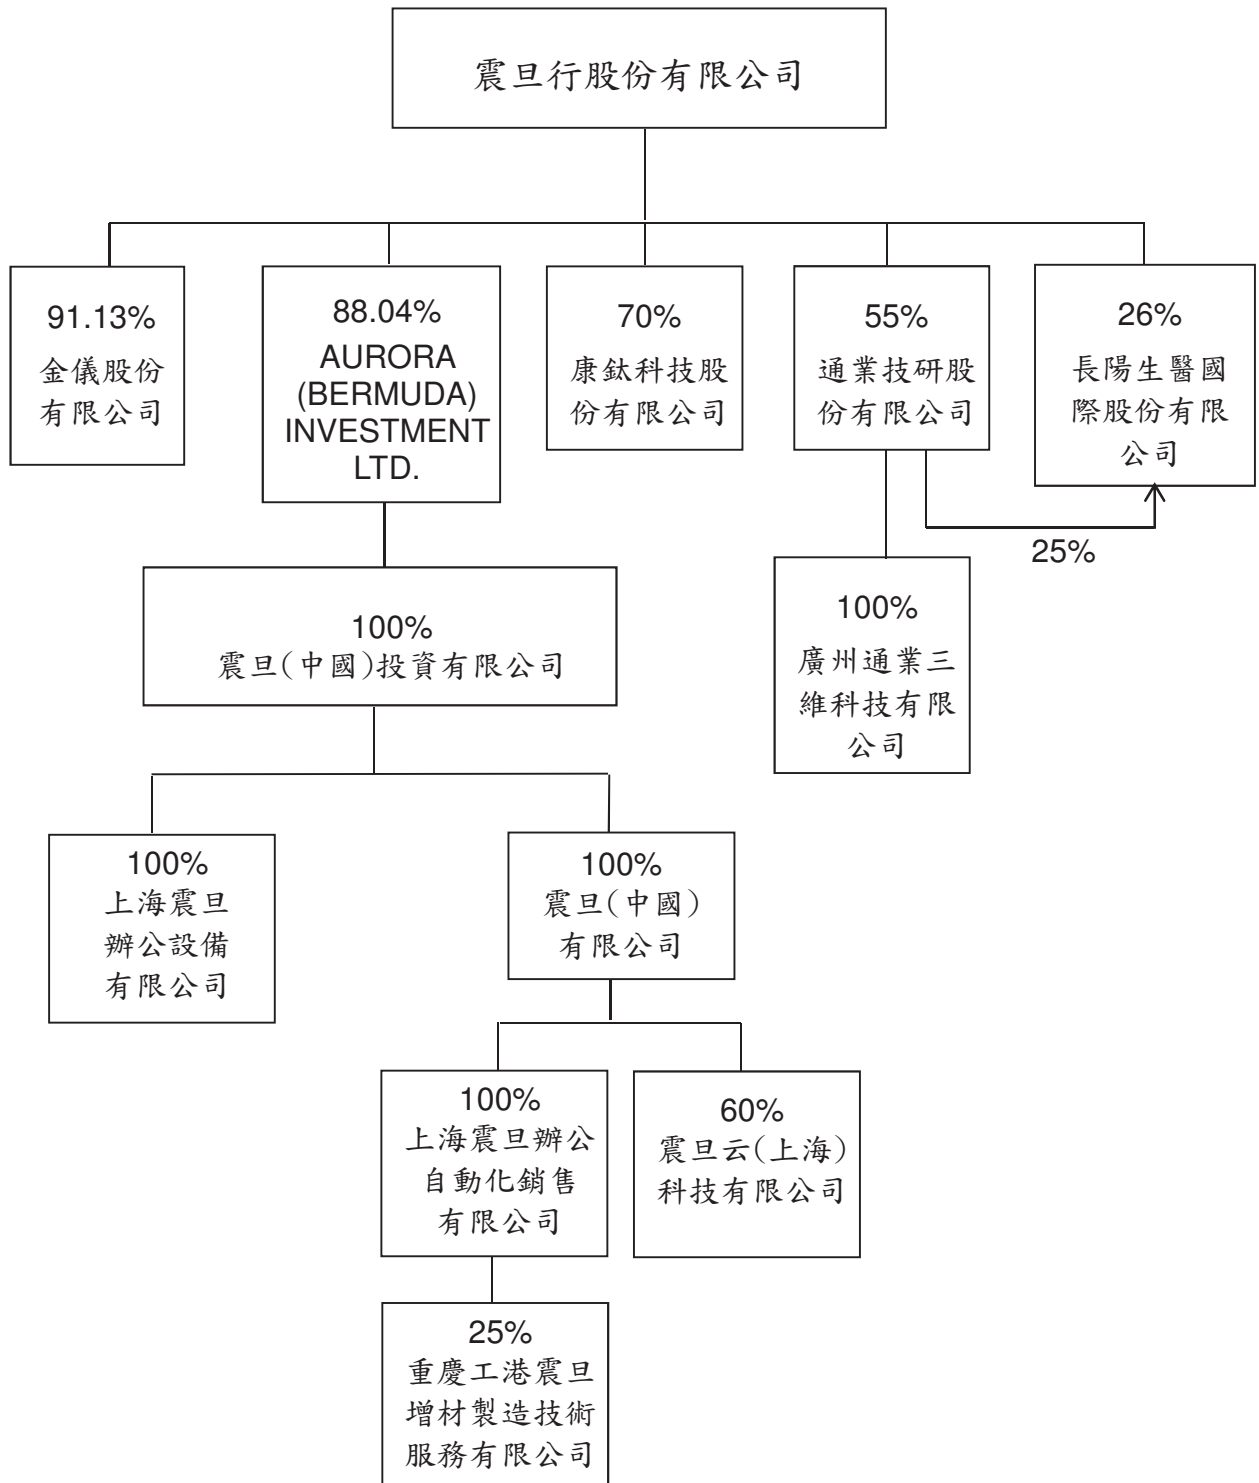 震旦行股份有限公司
91.13%
金儀股份
有限公司
88.04%
AURORA
(BERMUDA)
INVESTMENT
LTD.
70%
康鈦科技股
份有限公司
55%
通業技研股
份有限公司
26%
長陽生醫國
際股份有限
公司
25%
100%
震旦(中國)投資有限公司
100%
廣州通業三
維科技有限
公司
100%
上海震旦
辦公設備
有限公司
100%
震旦(中國)
有限公司
100%
上海震旦辦公
自動化銷售
有限公司
60%
震旦云(上海)
科技有限公司
25%
重慶工港震旦
增材製造技術
服務有限公司